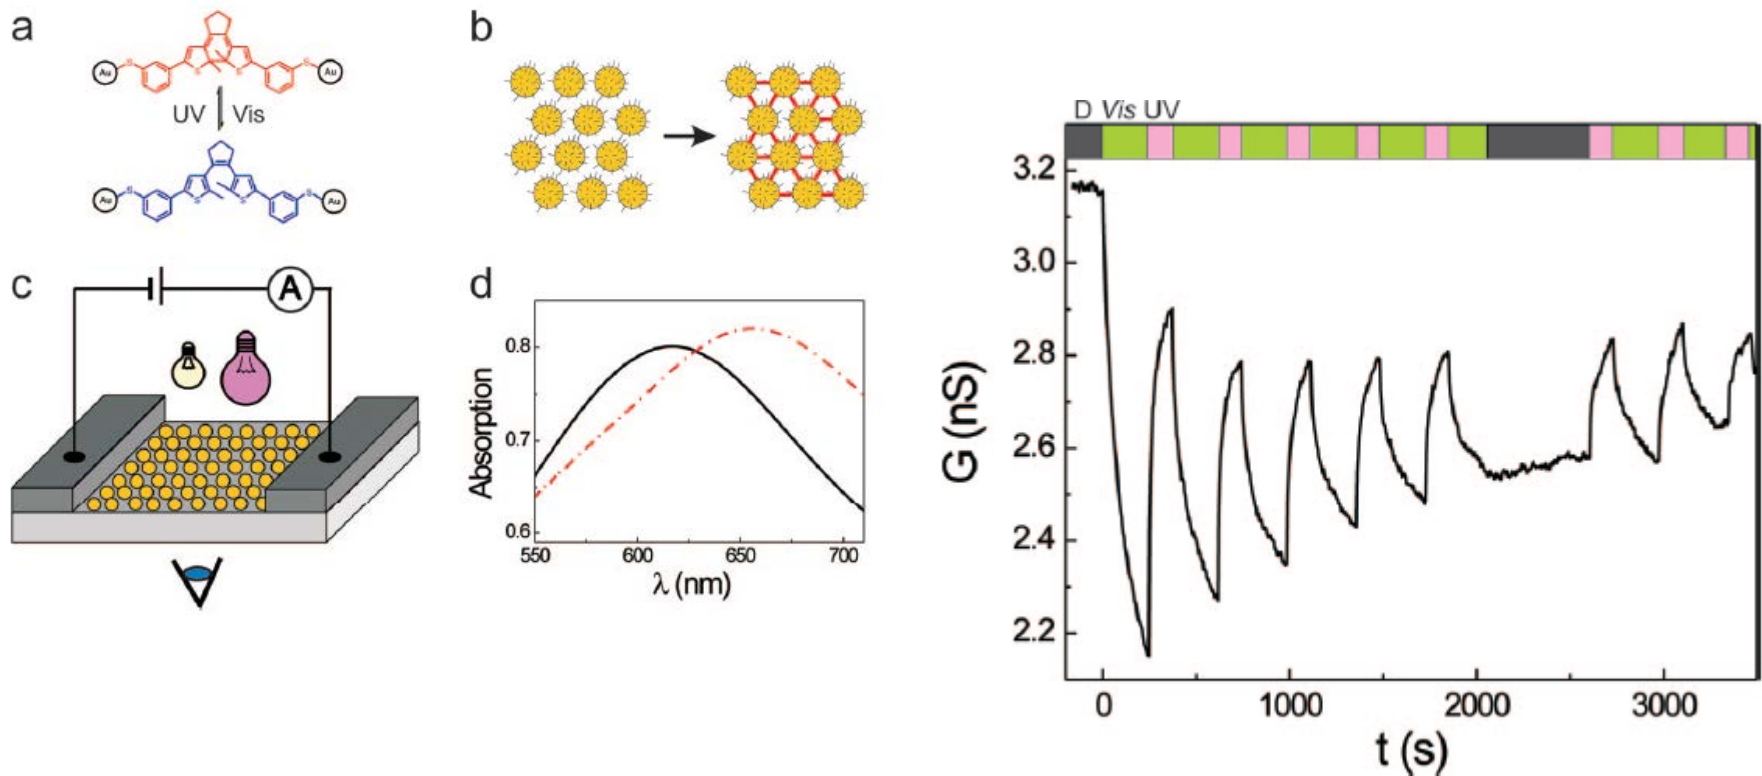 a
Au
S
S
S
S
Au
UV
Vis
Au
S
S
S
S
Au
b
c
A
d
0.8
0.7
0.6
Absorption
550
600
650
700
λ (nm)
D Vis UV
3.2
3.0
2.8
2.6
2.4
2.2
G (nS)
0
1000
2000
3000
t (s)